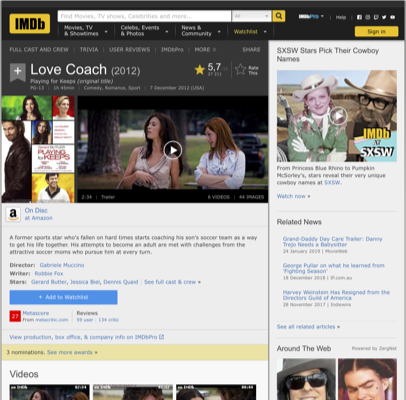 IMDb
Find Movies, TV shows, Celebrities and more...
All
Movies, TV
& Showtimes
Celebs, Events
& Photos
News &
Community
Watchlist
IMDbPro
Help
Sign in
FULL CAST AND CREW
TRIVIA
USER REVIEWS
IMDbPro
MORE
SHARE
Love Coach (2012)
Playing for Keeps (original title)
PG-13 | 1h 45min | Comedy, Romance, Sport | 7 December 2012 (USA)
5,7
Rate
This
PLAYING
KEEPS
2:34 | Trailer
6 VIDEOS | 44 IMAGES
On Disc
at Amazon
A former sports star who's fallen on hard times starts coaching his son's soccer team as a
way to get his life together. His attempts to become an adult are met with challenges from the
attractive soccer moms who pursue him at every turn.
Director: Gabriele Muccino
Writer: Robbie Fox
Stars: Gerard Butler, Jessica Biel, Dennis Quaid | See full cast & crew »
+ Add to Watchlist
27
Metascore
From metacritic.com
Reviews
99 user | 134 critic
View production, box office, & company info on IMDbPro
3 nominations. See more awards »
Videos
SXSW Stars Pick Their Cowboy
Names
IMDb
AT
SXSW
From Princess Blue Rhino to Pumpkin
McSorley's, stars reveal their very unique
cowboy names at SXSW.
Watch now »
Related News
Grand-Daddy Day Care Trailer: Danny
Trejo Needs a Babysitter
24 January 2019 | MovieWeb
George Pullar on what he learned from
'Fighting Season'
16 December 2018 | IF.com.au
Harvey Weinstein Has Resigned from the
Directors Guild of America
28 November 2017 | Indiewire
See all related articles »
Around The Web
Powered by ZergNet